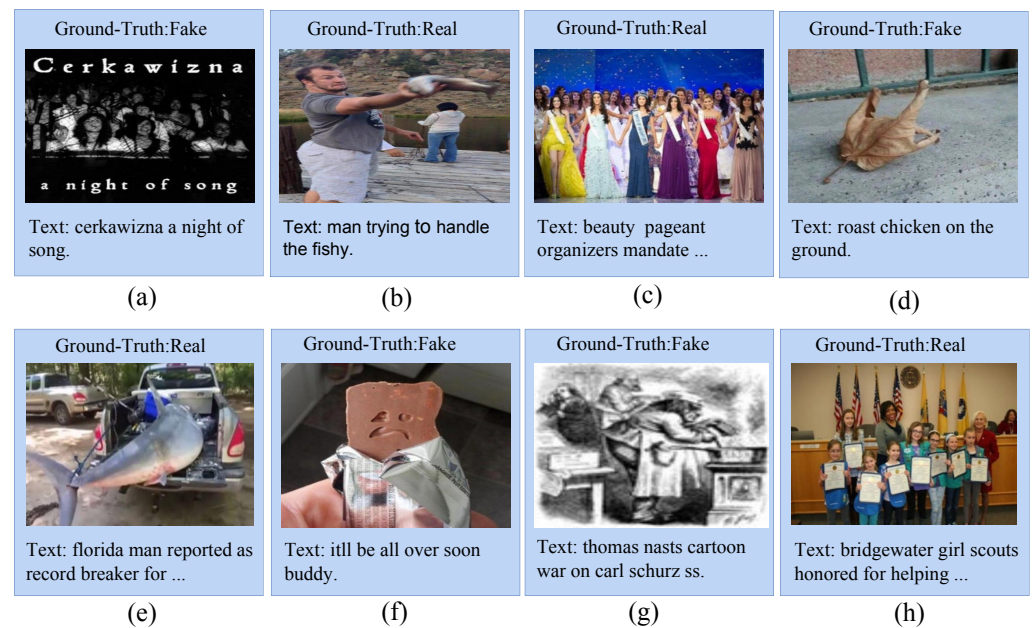 Ground-Truth:Fake
Cerkawizna
a night of song
Text: cerkawizna a night of
song.
(a)
Ground-Truth:Real
Text: man trying to handle
the fishy.
(b)
Ground-Truth:Real
Text: beauty pageant
organizers mandate ...
(c)
Ground-Truth:Fake
Text: roast chicken on the
ground.
(d)
Ground-Truth:Real
Text: florida man reported as
record breaker for ...
(e)
Ground-Truth:Fake
Text: itll be all over soon
buddy.
(f)
Ground-Truth:Fake
Text: thomas nasts cartoon
war on carl schurz ss.
(g)
Ground-Truth:Real
Text: bridgewater girl scouts
honored for helping ...
(h)